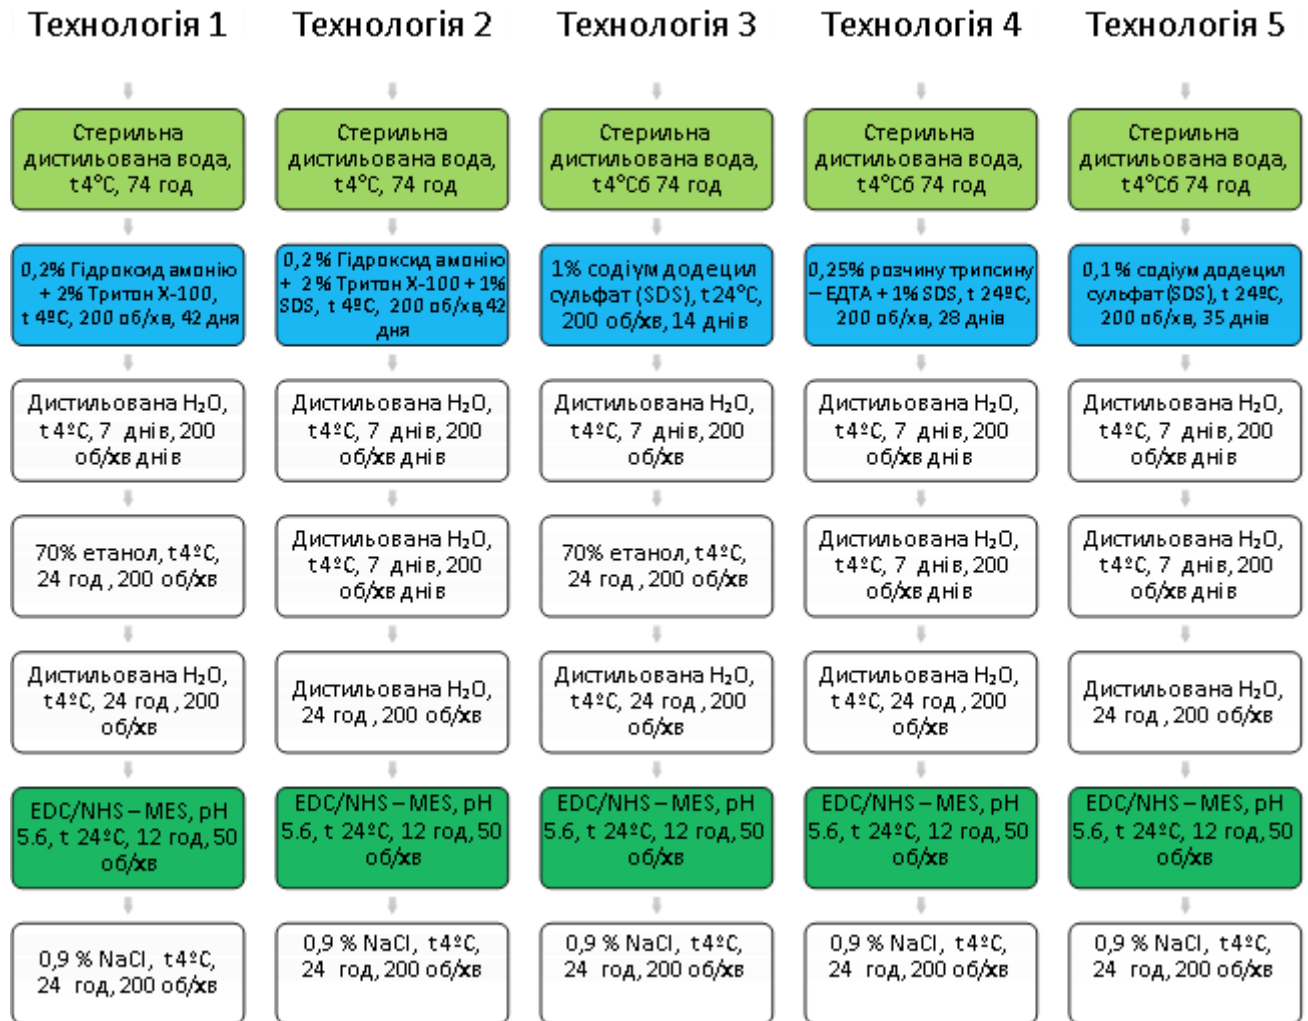 Технологія 1
Технологія 2
Технологія 3
Технологія 4
Технологія 5
Стерильна
дистильована вода,
t4°C, 74 год
Стерильна
дистильована вода,
t4°C, 74 год
Стерильна
дистильована вода,
t4°Cб 74 год
Стерильна
дистильована вода,
t4°Cб 74 год
Стерильна
дистильована вода,
t4°Cб 74 год
0,2% Гідроксид амонію
+ 2% Тритон Х-100,
t 4ºC, 200 об/хв, 42 дня
0,2% Гідроксид амонію
+ 2% Тритон Х-100 + 1%
SDS, t 4ºC, 200 об/хв,42
дня
1% содіум додецил
сульфат (SDS), t24°C,
200 об/хв, 14 днів
0,25% розчину трипсину
– ЕДТА + 1% SDS, t 24ºC,
200 об/хв, 28 днів
0,1% содіум додецил
сульфат (SDS), t 24ºC,
200 об/хв, 35 днів
Дистильована H₂O,
t4ºC, 7 днів, 200
об/хв днів
Дистильована H₂O,
t4ºC, 7 днів, 200
об/хв днів
Дистильована H₂O,
t4ºC, 7 днів, 200
об/хв
Дистильована H₂O,
t4ºC, 7 днів, 200
об/хв днів
Дистильована H₂O,
t4ºC, 7 днів, 200
об/хв днів
70% етанол, t4ºC,
24 год , 200 об/хв
Дистильована H₂O,
t4ºC, 7 днів, 200
об/хв днів
70% етанол, t4ºC,
24 год , 200 об/хв
Дистильована H₂O,
t4ºC, 7 днів, 200
об/хв днів
Дистильована H₂O,
t4ºC, 7 днів, 200
об/хв днів
Дистильована H₂O,
t4ºC, 24 год , 200
об/хв
Дистильована H₂O,
24 год , 200 об/хв
Дистильована H₂O,
t4ºC, 24 год , 200
об/хв
Дистильована H₂O,
t4ºC, 24 год , 200
об/хв
Дистильована H₂O,
24 год , 200 об/хв
EDC/NHS – MES, pH
5.6, t 24ºC, 12 год, 50
об/хв
EDC/NHS – MES, pH
5.6, t 24ºC, 12 год, 50
об/хв
EDC/NHS – MES, pH
5.6, t 24ºC, 12 год, 50
об/хв
EDC/NHS – MES, pH
5.6, t 24ºC, 12 год, 50
об/хв
EDC/NHS – MES, pH
5.6, t 24ºC, 12 год, 50
об/хв
0,9 % NaCl, t4ºC,
24 год, 200 об/хв
0,9 % NaCl, t4ºC,
24 год, 200 об/хв
0,9 % NaCl, t4ºC,
24 год, 200 об/хв
0,9 % NaCl, t4ºC,
24 год, 200 об/хв
0,9 % NaCl, t4ºC,
24 год, 200 об/хв